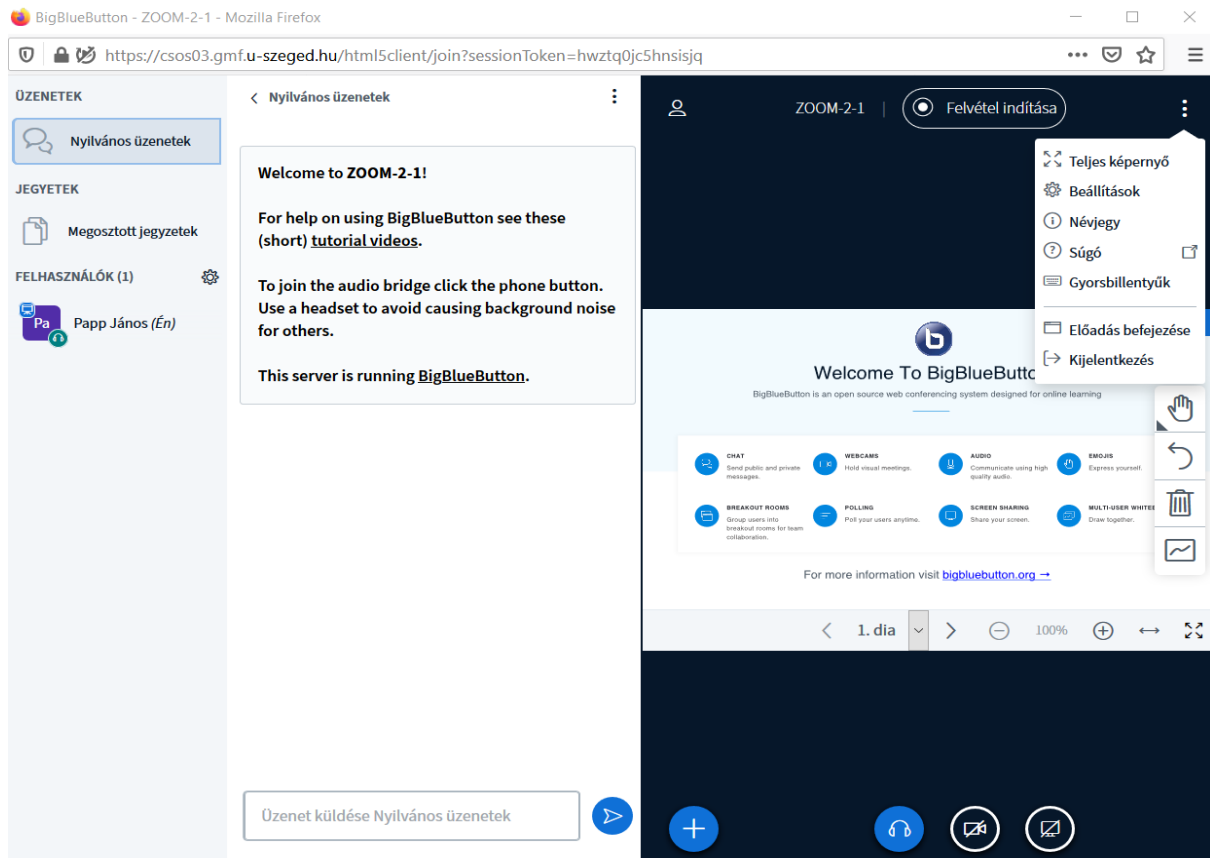 BigBlueButton - ZOOM-2-1 - Mozilla Firefox
https://csos03.gmf.u-szeged.hu/html5client/join?sessionToken=hwztq0jc5hnsisjq
ÜZENETEK
Nyilvános üzenetek
JEGYETEK
Megosztott jegyzetek
FELHASZNÁLÓK (1)
Pa
Papp János (Én)
Nyilvános üzenetek
Welcome to ZOOM-2-1!
For help on using BigBlueButton see these
(short) tutorial videos.
To join the audio bridge click the phone button.
Use a headset to avoid causing background noise
for others.
This server is running BigBlueButton.
Üzenet küldése Nyilvános üzenetek
ZOOM-2-1 | Felvétel indítása
Teljes képernyő
Beállítások
Névjegy
Súgó
Gyorsbillentyűk
Előadás befejezése
Kijelentkezés
b
Welcome To BigBlueButto
BigBlueButton is an open source web conferencing system designed for online learning
CHAT
Send public and private
messages.
WEBCAMS
Hold visual meetings.
AUDIO
Communicate using high
quality audio.
EMOJIS
Express yourself.
BREAKOUT ROOMS
Group users into
breakout rooms for team
collaboration.
POLLING
Poll your users anytime.
SCREEN SHARING
Share your screen.
MULTI-USER WHITEB
Draw together.
For more information visit bigbluebutton.org →
1. dia
100%